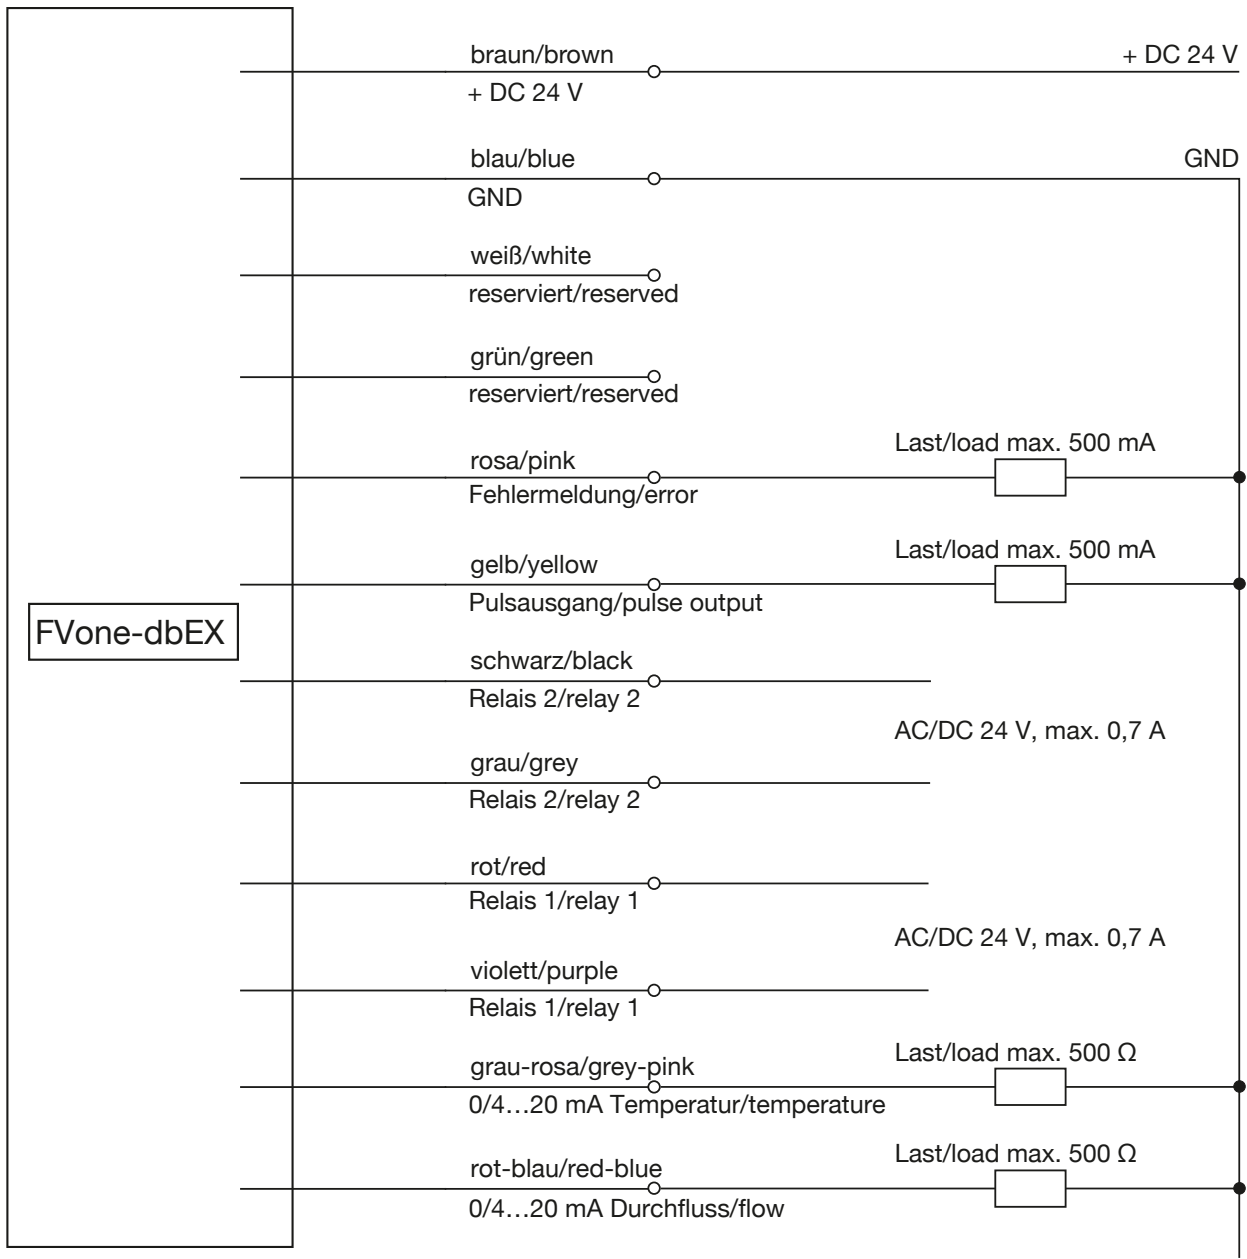 braun/brown
+ DC 24 V
+ DC 24 V
blau/blue
GND
GND
weiß/white
reserviert/reserved
grün/green
reserviert/reserved
Last/load max. 500 mA
rosa/pink
Fehlermeldung/error
Last/load max. 500 mA
gelb/yellow
Pulsausgang/pulse output
FVone-dbEX
schwarz/black
Relais 2/relay 2
AC/DC 24 V, max. 0,7 A
grau/grey
Relais 2/relay 2
rot/red
Relais 1/relay 1
AC/DC 24 V, max. 0,7 A
violett/purple
Relais 1/relay 1
Last/load max. 500 Ω
grau-rosa/grey-pink
0/4…20 mA Temperatur/temperature
Last/load max. 500 Ω
rot-blau/red-blue
0/4…20 mA Durchfluss/flow